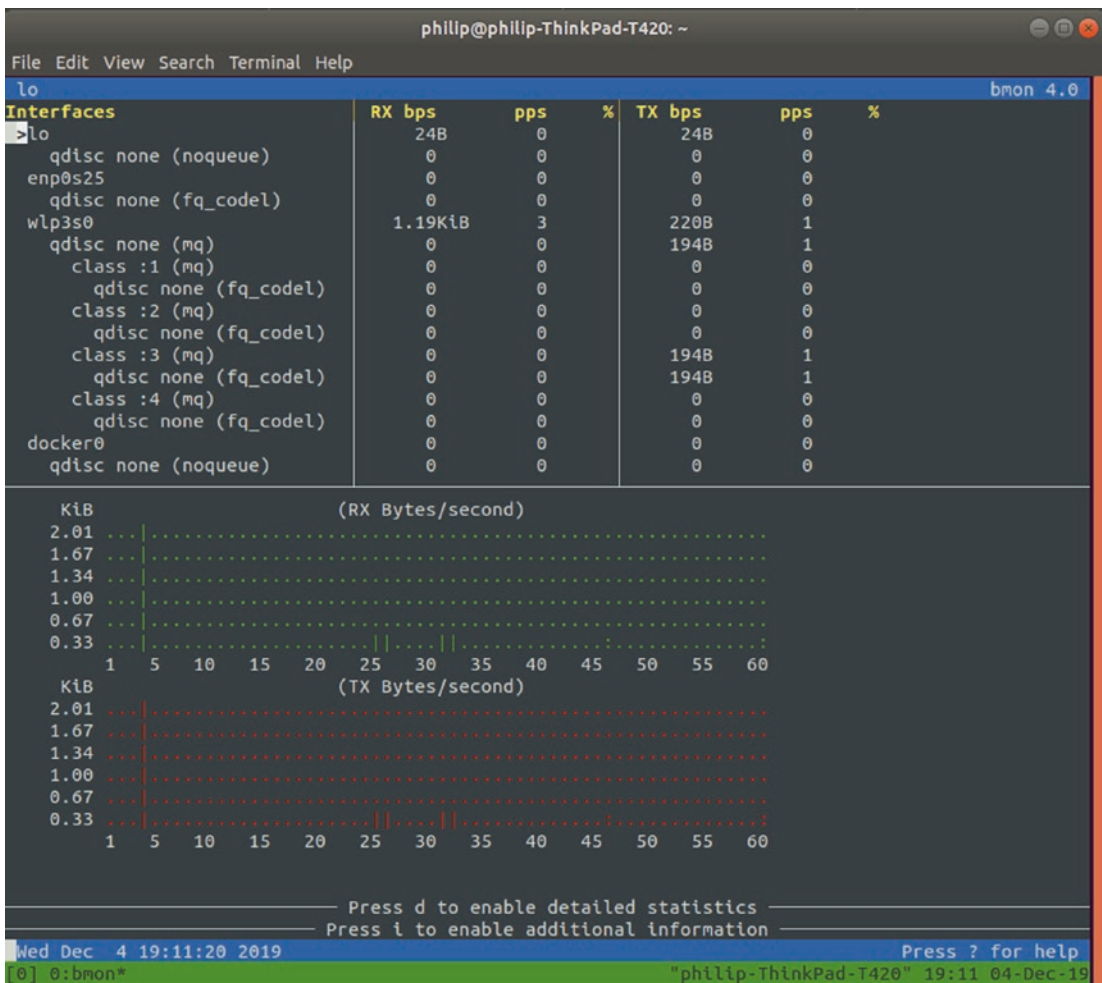 philip@philip-ThinkPad-T420: ~
File Edit View Search Terminal Help
lo bmon 4.0
Interfaces RX bps pps % TX bps pps %
>lo 24B 0 24B 0
qdisc none (noqueue) 0 0 0 0
enp0s25 0 0 0 0
qdisc none (fq_codel) 0 0 0 0
wlp3s0 1.19KiB 3 220B 1
qdisc none (mq) 0 0 194B 1
class :1 (mq) 0 0 0 0
qdisc none (fq_codel) 0 0 0 0
class :2 (mq) 0 0 0 0
qdisc none (fq_codel) 0 0 0 0
class :3 (mq) 0 0 194B 1
qdisc none (fq_codel) 0 0 194B 1
class :4 (mq) 0 0 0 0
qdisc none (fq_codel) 0 0 0 0
docker0 0 0 0 0
qdisc none (noqueue) 0 0 0 0
KiB (RX Bytes/second)
2.01 ...|........................................................
1.67 ...|........................................................
1.34 ...|........................................................
1.00 ...|........................................................
0.67 ...|........................................................
0.33 ...|....................||....||.............:.............:
1 5 10 15 20 25 30 35 40 45 50 55 60
KiB (TX Bytes/second)
2.01 ...|........................................................
1.67 ...|........................................................
1.34 ...|........................................................
1.00 ...|........................................................
0.67 ...|........................................................
0.33 ...|....................||....||.............:.............:
1 5 10 15 20 25 30 35 40 45 50 55 60
Press d to enable detailed statistics
Press i to enable additional information
Wed Dec 4 19:11:20 2019 Press ? for help
[0] 0:bmon* "philip-ThinkPad-T420" 19:11 04-Dec-19